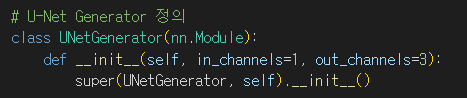 # U-Net Generator 정의
class UNetGenerator(nn.Module):
    def __init__(self, in_channels=1, out_channels=3):
        super(UNetGenerator, self).__init__()